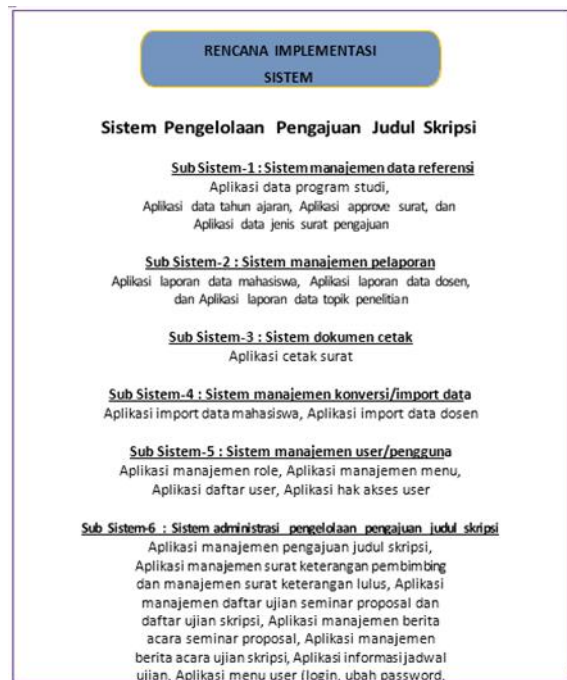 RENCANA IMPLEMENTASI
SISTEM
Sistem Pengelolaan Pengajuan Judul Skripsi
Sub Sistem-1 : Sistem manajemen data referensi
Aplikasi data program studi,
Aplikasi data tahun ajaran, Aplikasi approve surat, dan
Aplikasi data jenis surat pengajuan
Sub Sistem-2 : Sistem manajemen pelaporan
Aplikasi laporan data mahasiswa, Aplikasi laporan data dosen,
dan Aplikasi laporan data topik penelitian
Sub Sistem-3 : Sistem dokumen cetak
Aplikasi cetak surat
Sub Sistem-4 : Sistem manajemen konversi/import data
Aplikasi import data mahasiswa, Aplikasi import data dosen
Sub Sistem-5 : Sistem manajemen user/pengguna
Aplikasi manajemen role, Aplikasi manajemen menu,
Aplikasi daftar user, Aplikasi hak akses user
Sub Sistem-6 : Sistem administrasi pengelolaan pengajuan judul skripsi
Aplikasi manajemen pengajuan judul skripsi,
Aplikasi manajemen surat keterangan pembimbing
dan manajemen surat keterangan lulus, Aplikasi
manajemen daftar ujian seminar proposal dan
daftar ujian skripsi, Aplikasi manajemen berita
acara seminar proposal, Aplikasi manajemen
berita acara ujian skripsi, Aplikasi informasi jadwal
ujian, Aplikasi menu user (login, ubah password,